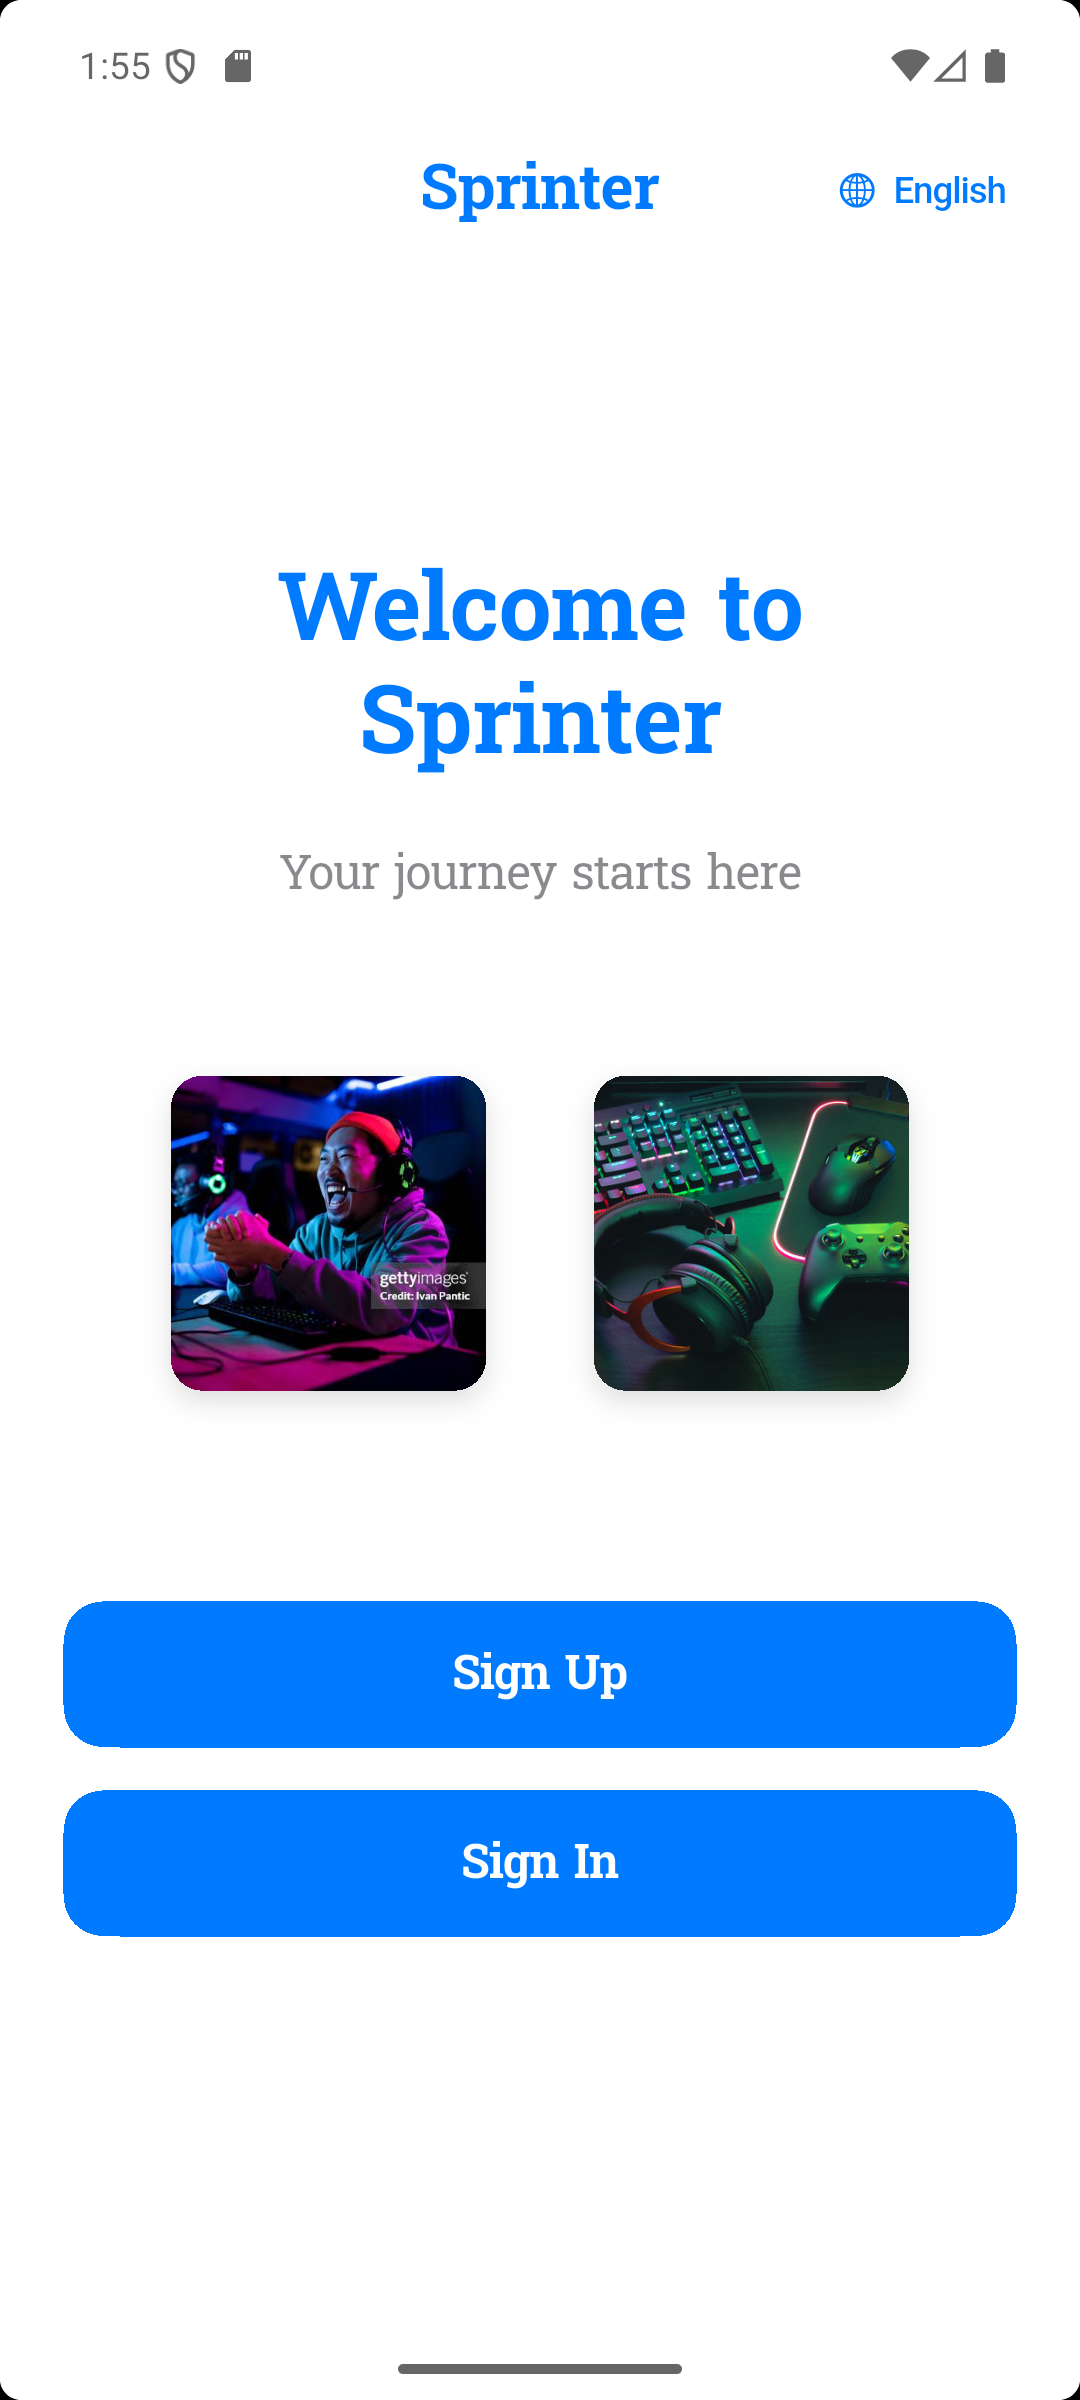 1:55
Sprinter
English
Welcome to
Sprinter
Your journey starts here
gettyimages®
Credit: Ivan Pantic
Sign Up
Sign In